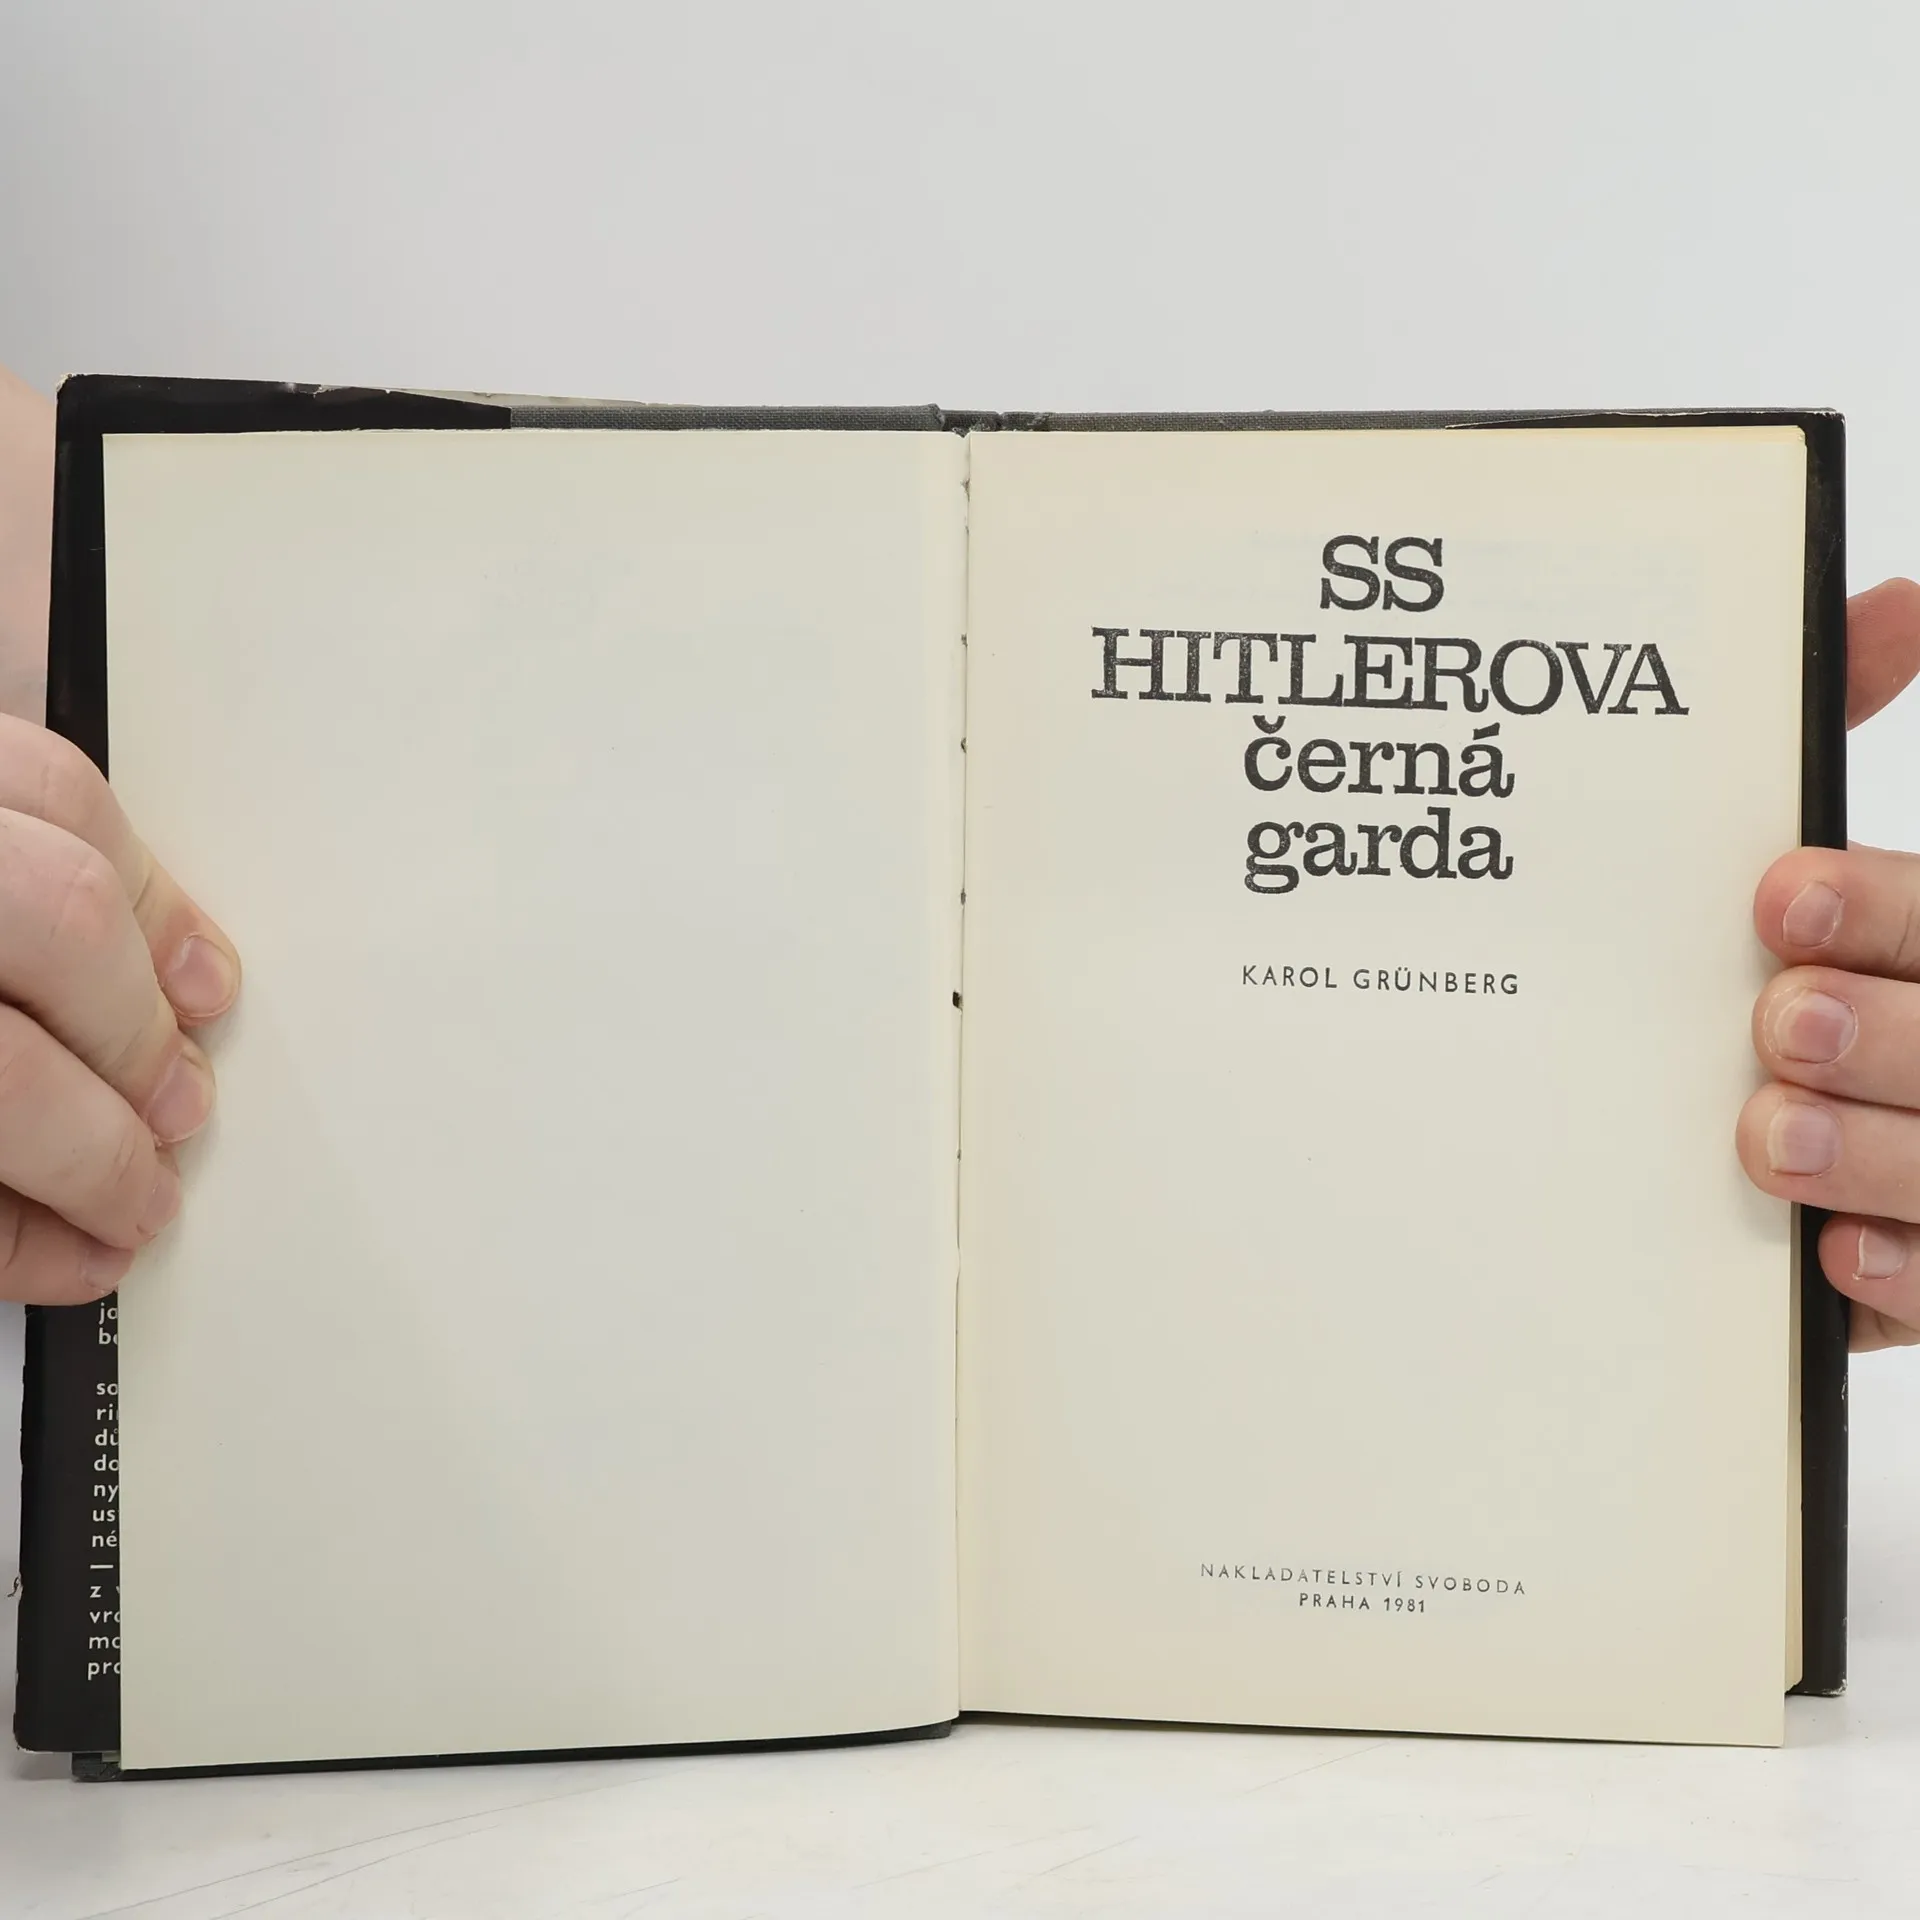 SS
HITLEROVA
černá
garda
KAROL GRÜNBERG
NAKLADATELSTVÍ SVOBODA
PRAHA 1981